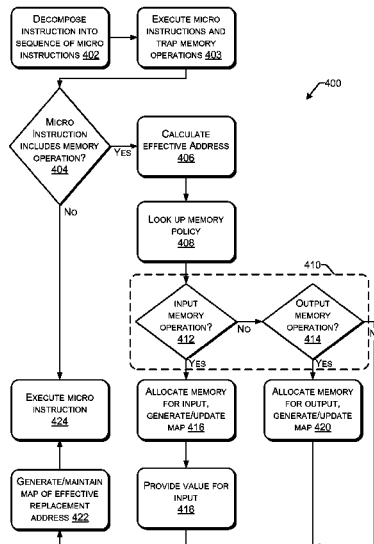 DECOMPOSE
INSTRUCTION INTO
SEQUENCE OF MICRO
INSTRUCTIONS 402
EXECUTE MICRO
INSTRUCTIONS AND
TRAP MEMORY
OPERATIONS 403
400
MICRO
INSTRUCTION
INCLUDES MEMORY
OPERATION?
404
YES
NO
CALCULATE
EFFECTIVE ADDRESS
406
LOOK UP MEMORY
POLICY
408
410
INPUT
MEMORY
OPERATION?
412
NO
OUTPUT
MEMORY
OPERATION?
414
YES
YES
EXECUTE MICRO
INSTRUCTION
424
ALLOCATE MEMORY
FOR INPUT,
GENERATE/UPDATE
MAP 416
ALLOCATE MEMORY
FOR OUTPUT,
GENERATE/UPDATE
MAP 420
GENERATE/MAINTAIN
MAP OF EFFECTIVE
REPLACEMENT
ADDRESS 422
PROVIDE VALUE FOR
INPUT
418